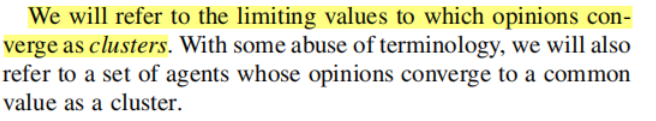 We will refer to the limiting values to which opinions con-
verge as clusters. With some abuse of terminology, we will also
refer to a set of agents whose opinions converge to a common
value as a cluster.